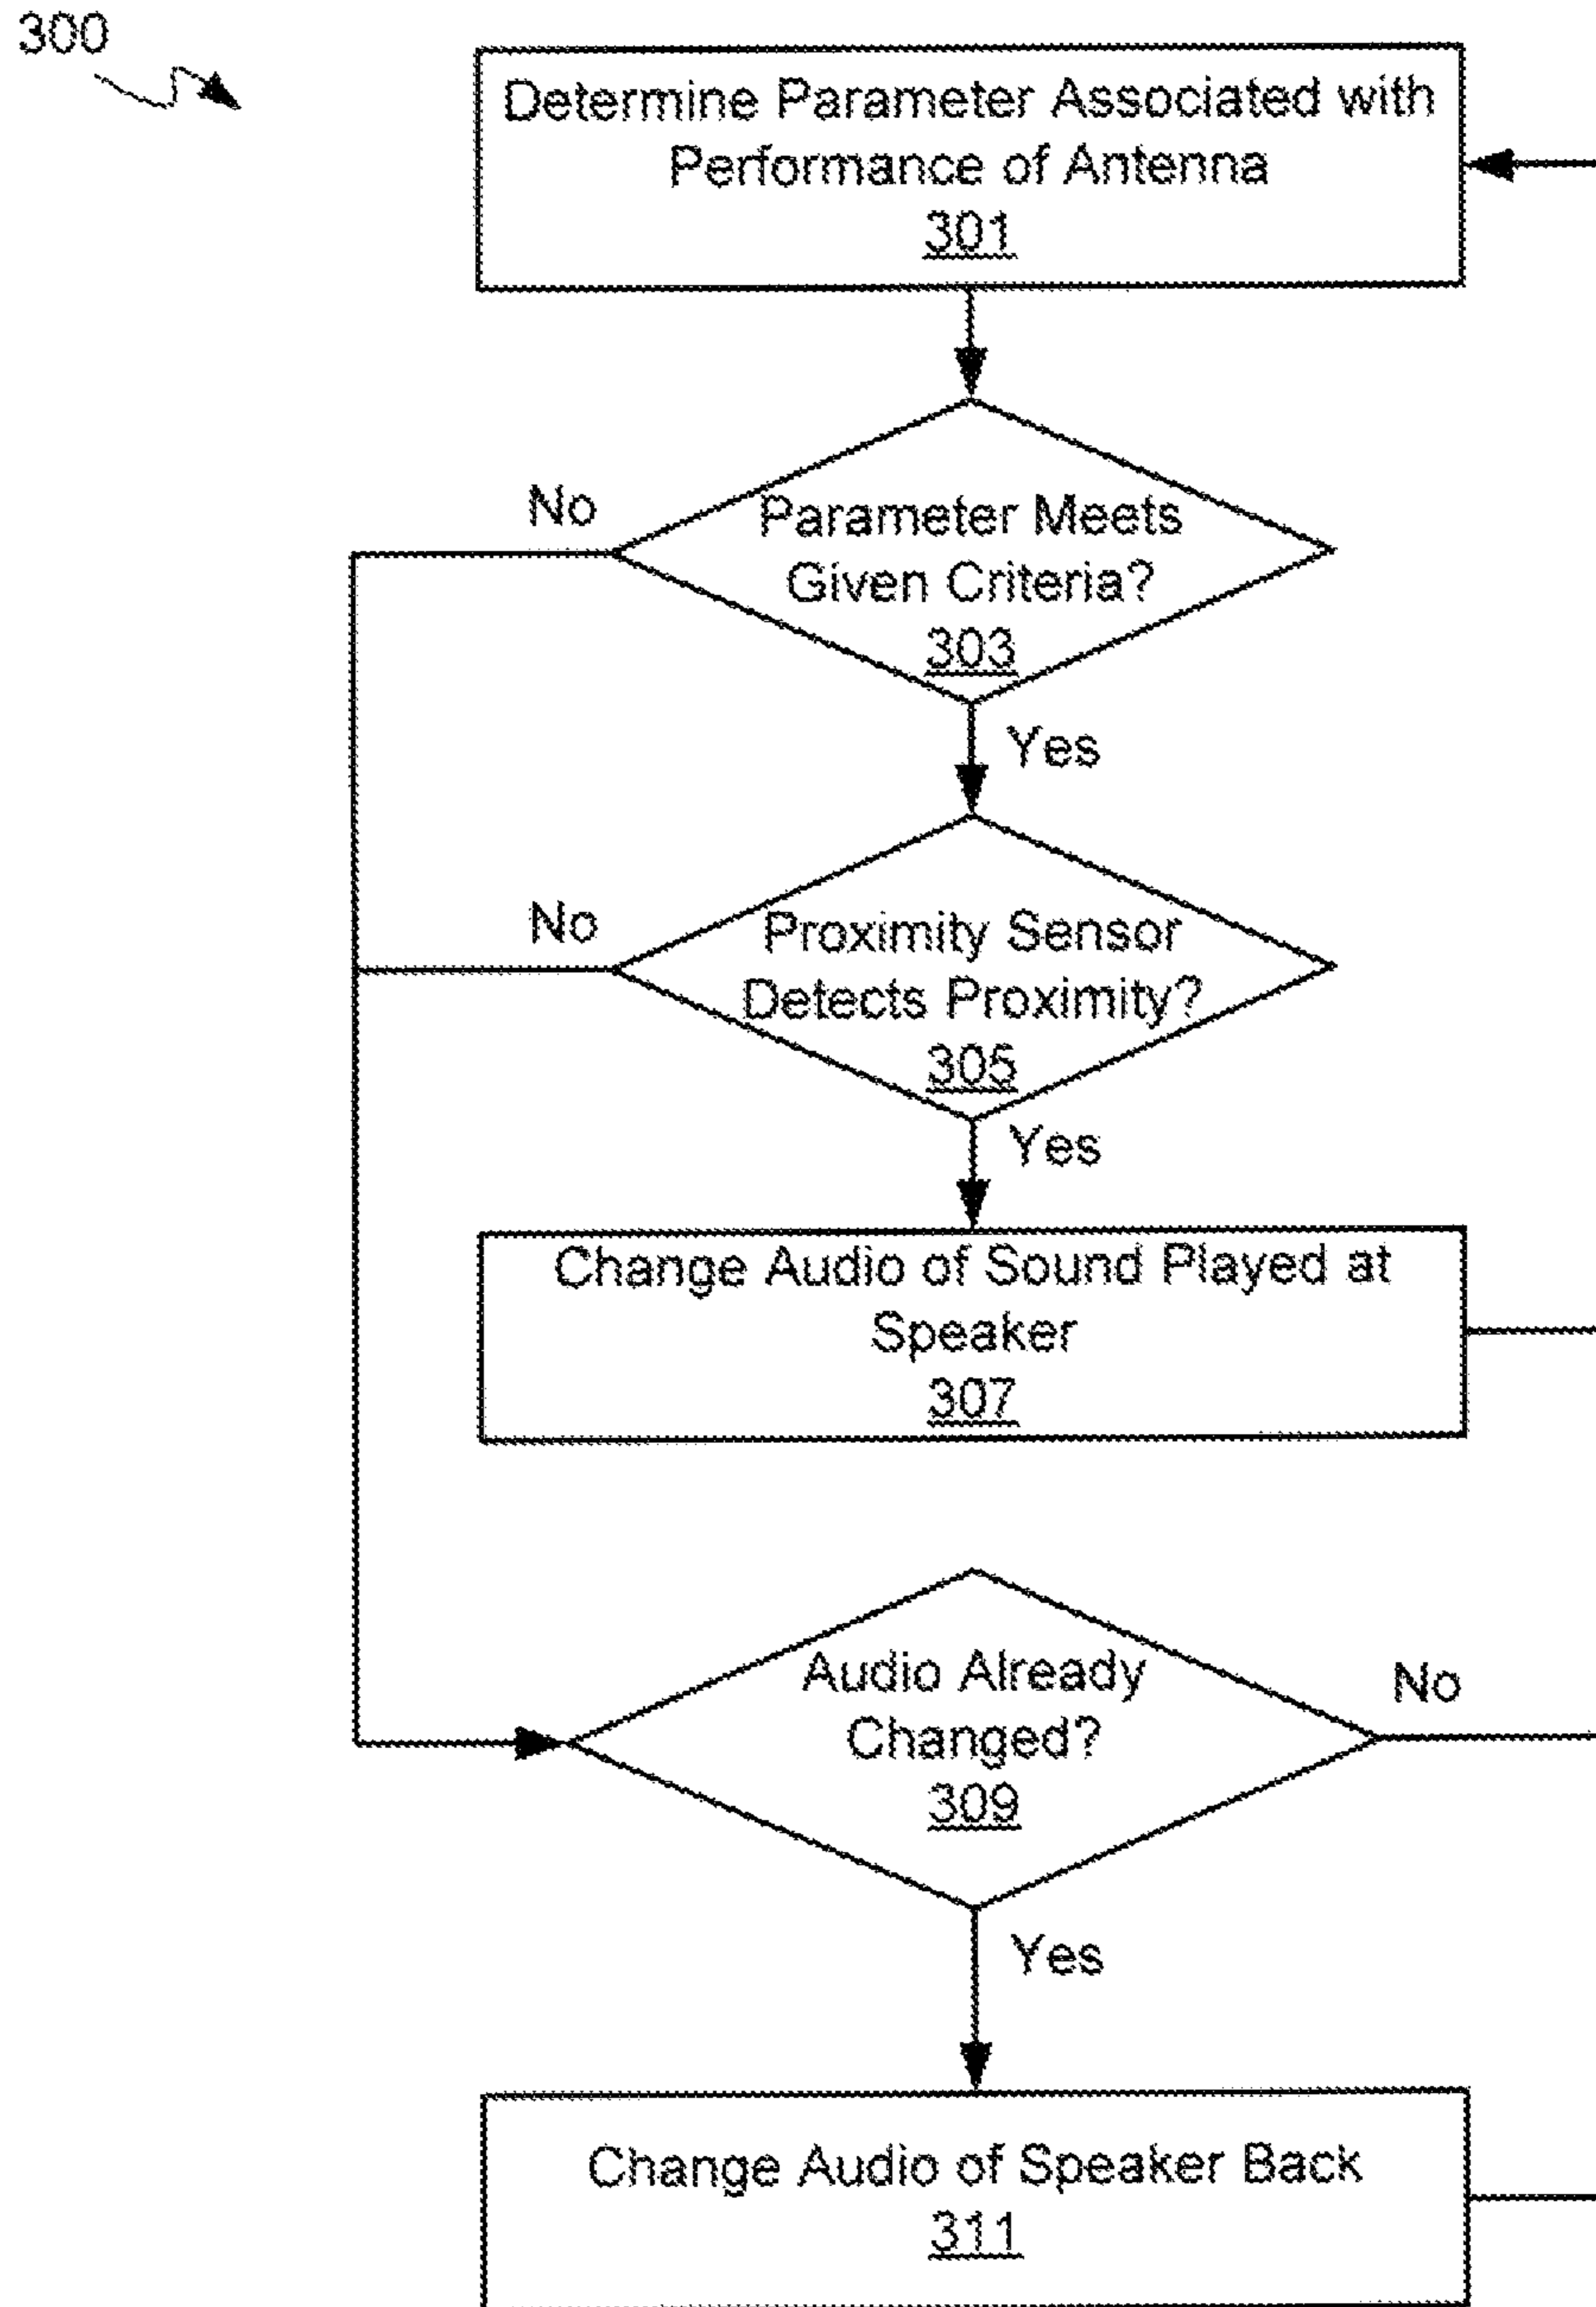 300
Determine Parameter Associated with
Performance of Antenna
301
No
Parameter Meets
Given Criteria?
303
Yes
No
Proximity Sensor
Detects Proximity?
305
Yes
Change Audio of Sound Played at
Speaker
307
Audio Already
Changed?
309
No
Yes
Change Audio of Speaker Back
311